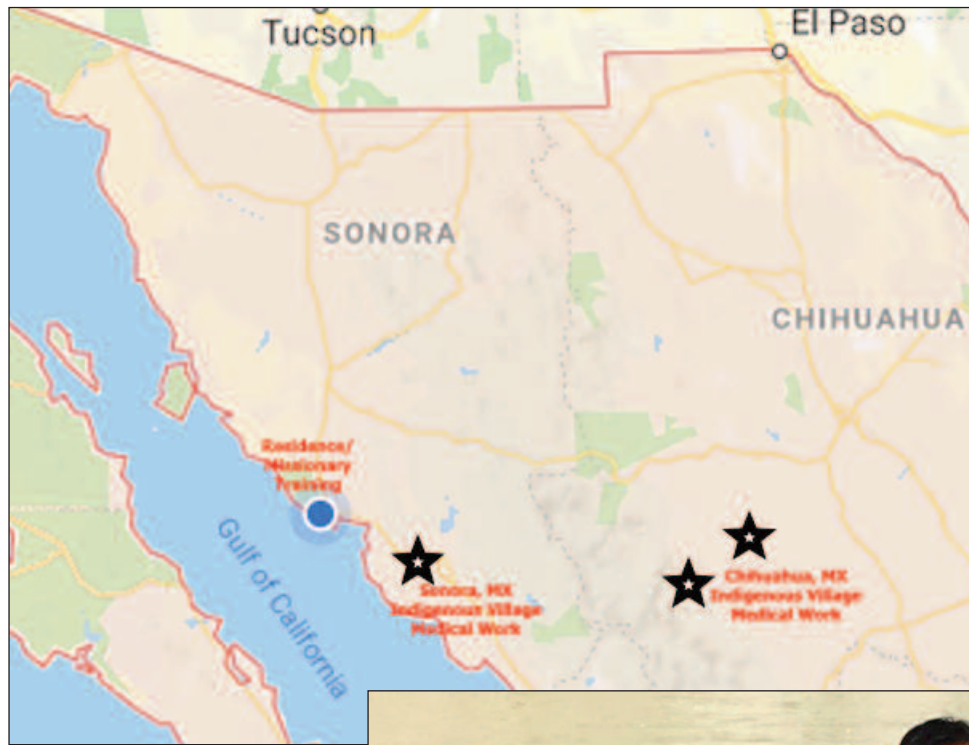 Tucson
El Paso
SONORA
CHIHUAHUA
Residence/
Missionary
Training
Gulf of California
Sonora, MX
Indigenous Village
Medical Work
Chihuahua, MX
Indigenous Village
Medical Work